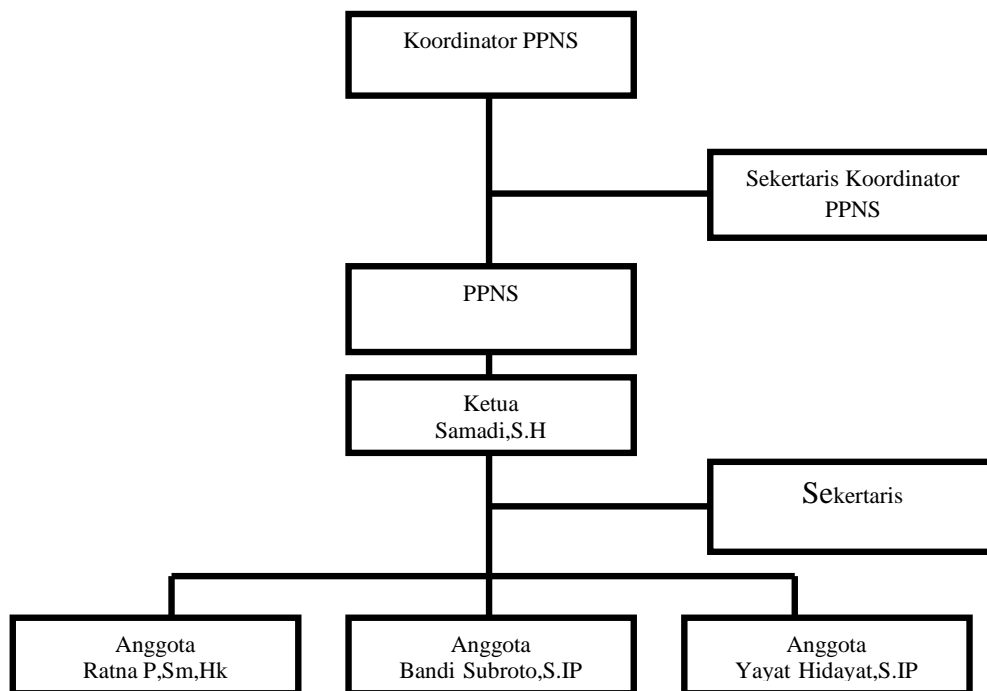 Koordinator PPNS
Sekertaris Koordinator
PPNS
PPNS
Ketua
Samadi,S.H
Sekertaris
Anggota
Ratna P,Sm,Hk
Anggota
Bandi Subroto,S.IP
Anggota
Yayat Hidayat,S.IP